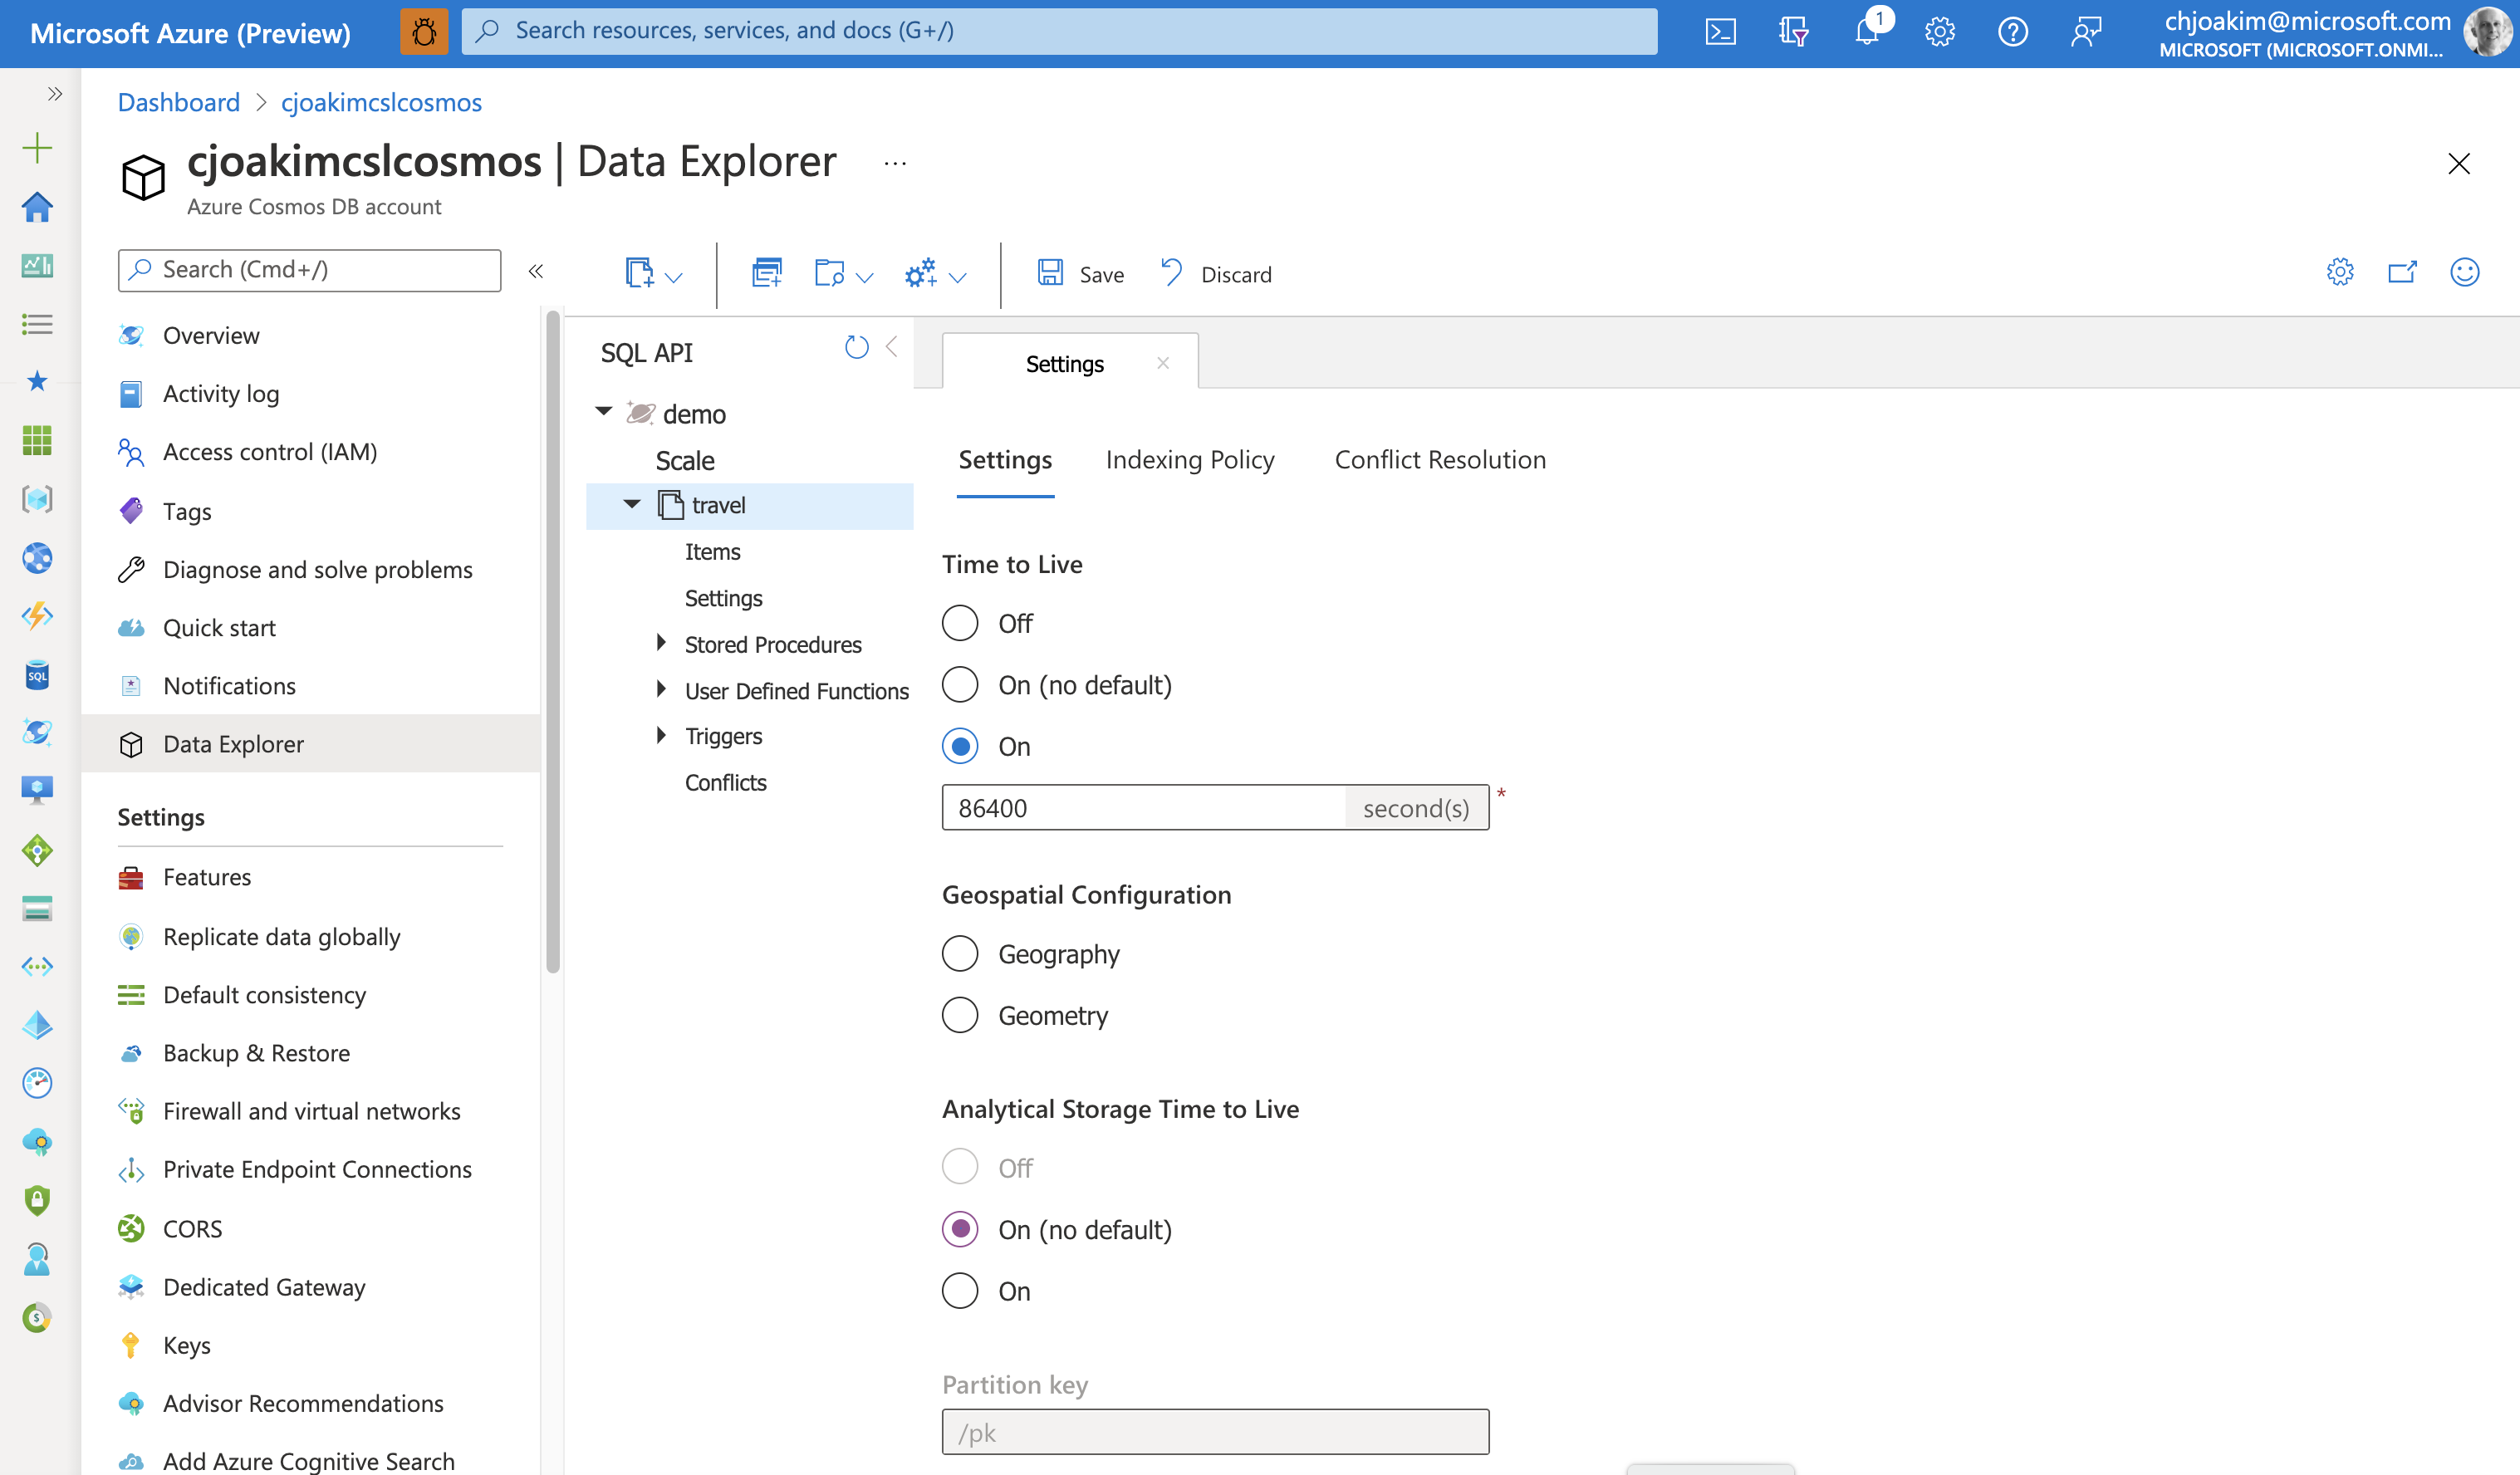 Microsoft Azure (Preview)
Search resources, services, and docs (G+/)
1
chjoakim@microsoft.com
MICROSOFT (MICROSOFT.ONMI...
Dashboard > cjoakimcslcosmos
cjoakimcslcosmos | Data Explorer ...
Azure Cosmos DB account
Search (Cmd+/)
Save
Discard
Overview
Activity log
Access control (IAM)
Tags
Diagnose and solve problems
Quick start
Notifications
Data Explorer
Settings
Features
Replicate data globally
Default consistency
Backup & Restore
Firewall and virtual networks
Private Endpoint Connections
CORS
Dedicated Gateway
Keys
Advisor Recommendations
Add Azure Cognitive Search
SQL
SQL API
demo
Scale
travel
Items
Settings
Stored Procedures
User Defined Functions
Triggers
Conflicts
Settings
Settings Indexing Policy Conflict Resolution
Time to Live
Off
On (no default)
On
86400 second(s) *
Geospatial Configuration
Geography
Geometry
Analytical Storage Time to Live
Off
On (no default)
On
Partition key
/pk